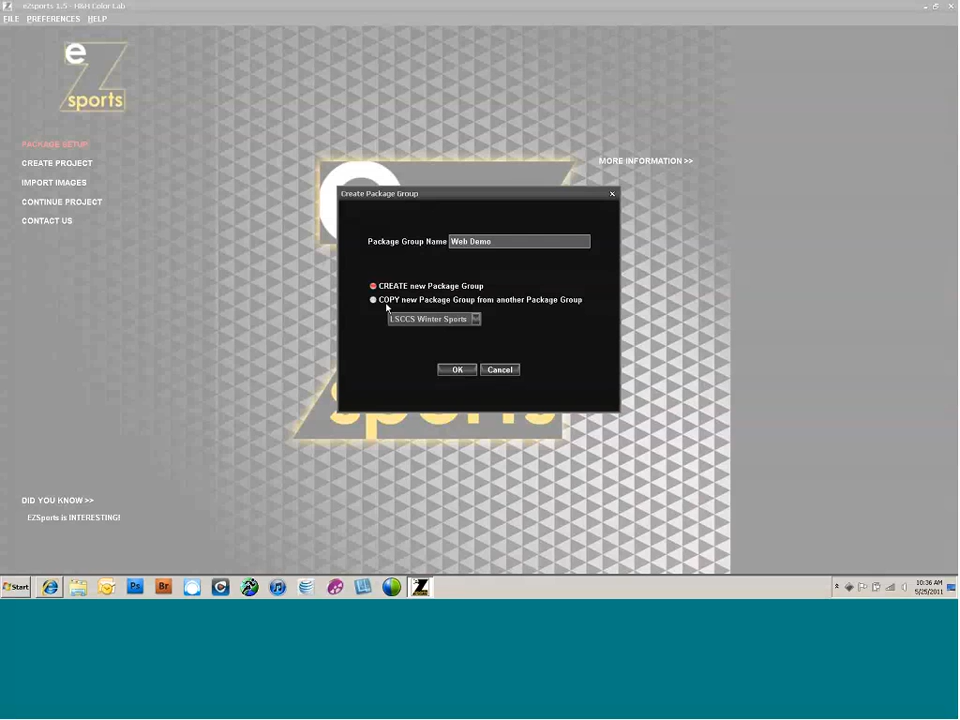 eZsports 1.5 - H&H Color Lab
FILE PREFERENCES HELP
e
Z
sports
PACKAGE SETUP
CREATE PROJECT
IMPORT IMAGES
CONTINUE PROJECT
CONTACT US
MORE INFORMATION >>
Create Package Group
Package Group Name Web Demo
CREATE new Package Group
COPY new Package Group from another Package Group
LSCCS Winter Sports
OK Cancel
sports
DID YOU KNOW >>
EZSports is INTERESTING!
Start
Ps
Br
10:36 AM
5/25/2011